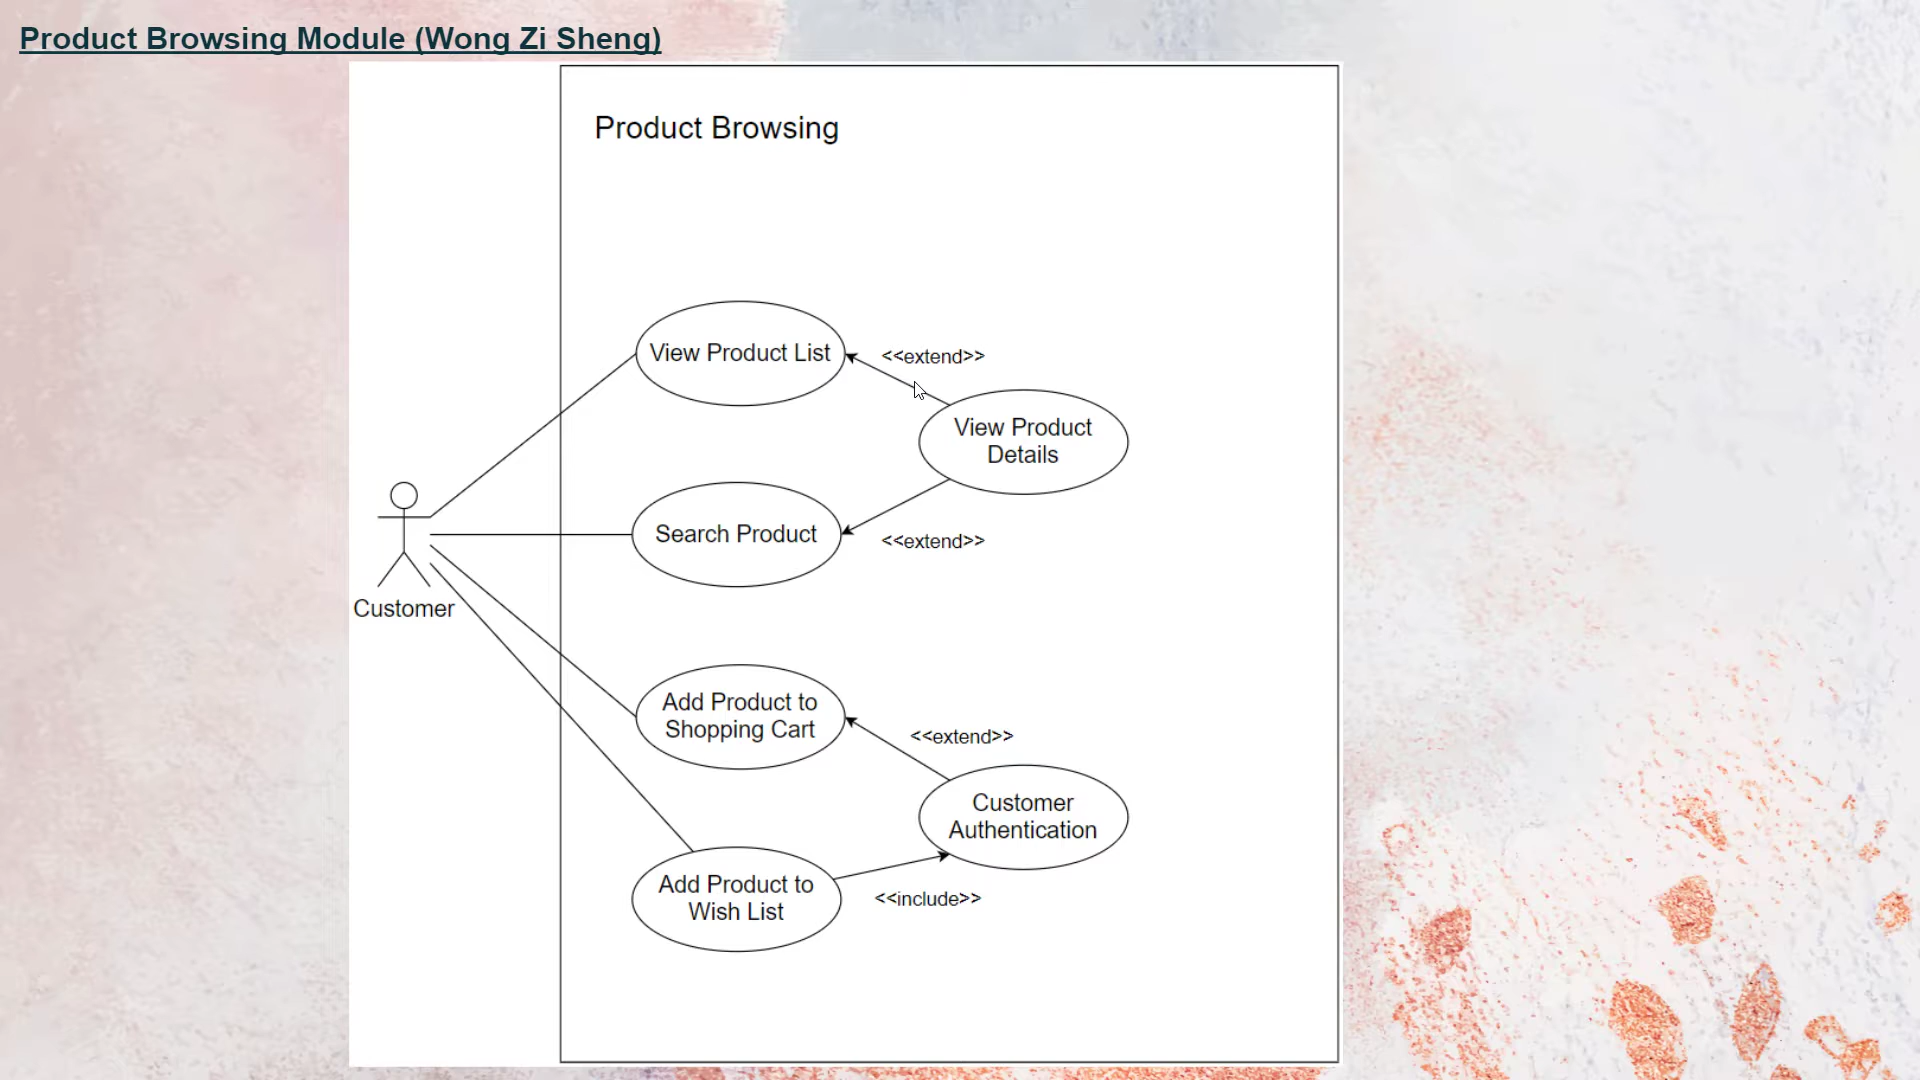 Product Browsing Module (Wong Zi Sheng)
Product Browsing
View Product List
<<extend>>
View Product
Details
Search Product
<<extend>>
Customer
Add Product to
Shopping Cart
<<extend>>
Customer
Authentication
Add Product to
Wish List
<<include>>